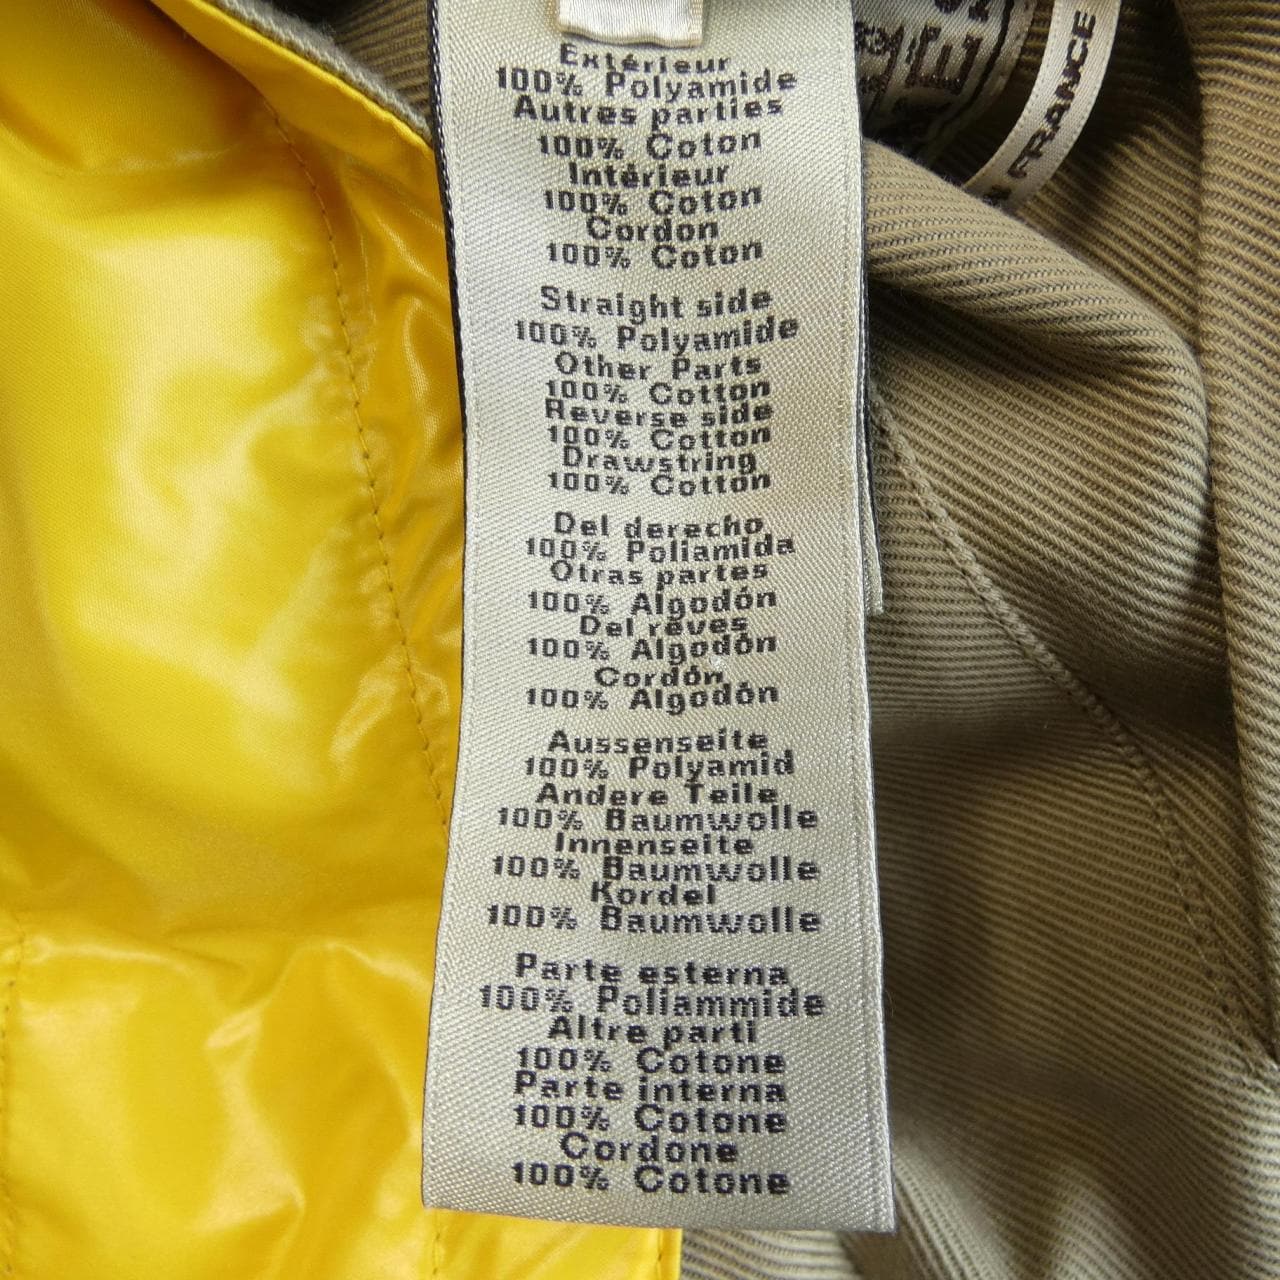 Extérieur
100% Polyamide
Autres parties
100% Coton
Intérieur
100% Coton
Cordon
100% Coton
Straight side
100% Polyamide
Other Parts
100% Cotton
Reverse side
100% Cotton
Drawstring
100% Cotton
Del derecho
100% Poliamida
Otras partes
100% Algodón
Del rêves
100% Algodón
Cordón
100% Algodón
Aussenseite
100% Polyamid
Andere Teile
100% Baumwolle
Innenseite
100% Baumwolle
Kordel
100% Baumwolle
Parte esterna
100% Poliammide
Altre parti
100% Cotone
Parte interna
100% Cotone
Cordone
100% Cotone
FRANCE